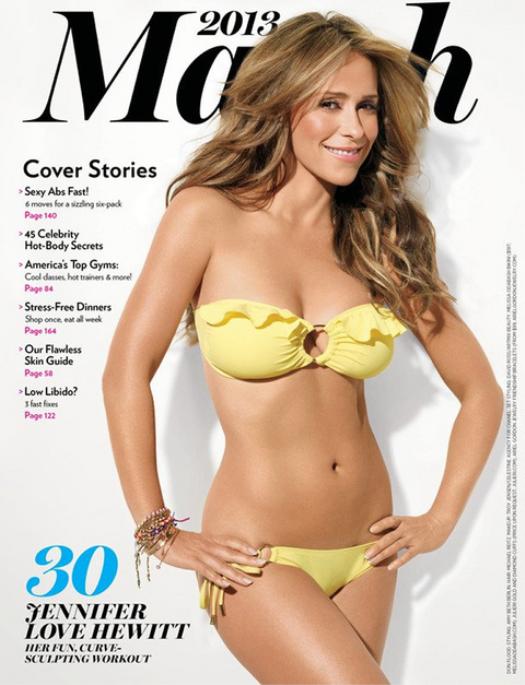 2013
March
Cover Stories
> Sexy Abs Fast!
6 moves for a sizzling six-pack
Page 140
> 45 Celebrity
Hot-Body Secrets
> America's Top Gyms:
Cool classes, hot trainers & more!
Page 84
> Stress-Free Dinners
Shop once, eat all week
Page 164
> Our Flawless
Skin Guide
Page 58
> Low Libido?
3 fast fixes
Page 122
30
JENNIFER
LOVE HEWITT
HER FUN, CURVE-
SCULPTING WORKOUT